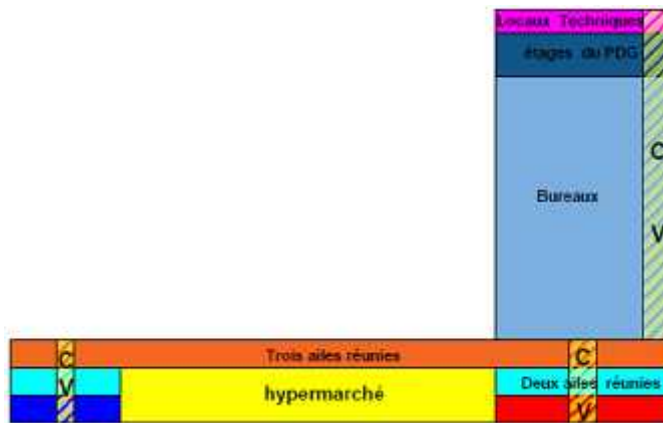 Locaux Techniques
étages du PDG
C
Bureaux
V
C
Trois ailes réunies
C
V
hypermarché
Deux ailes réunies
V